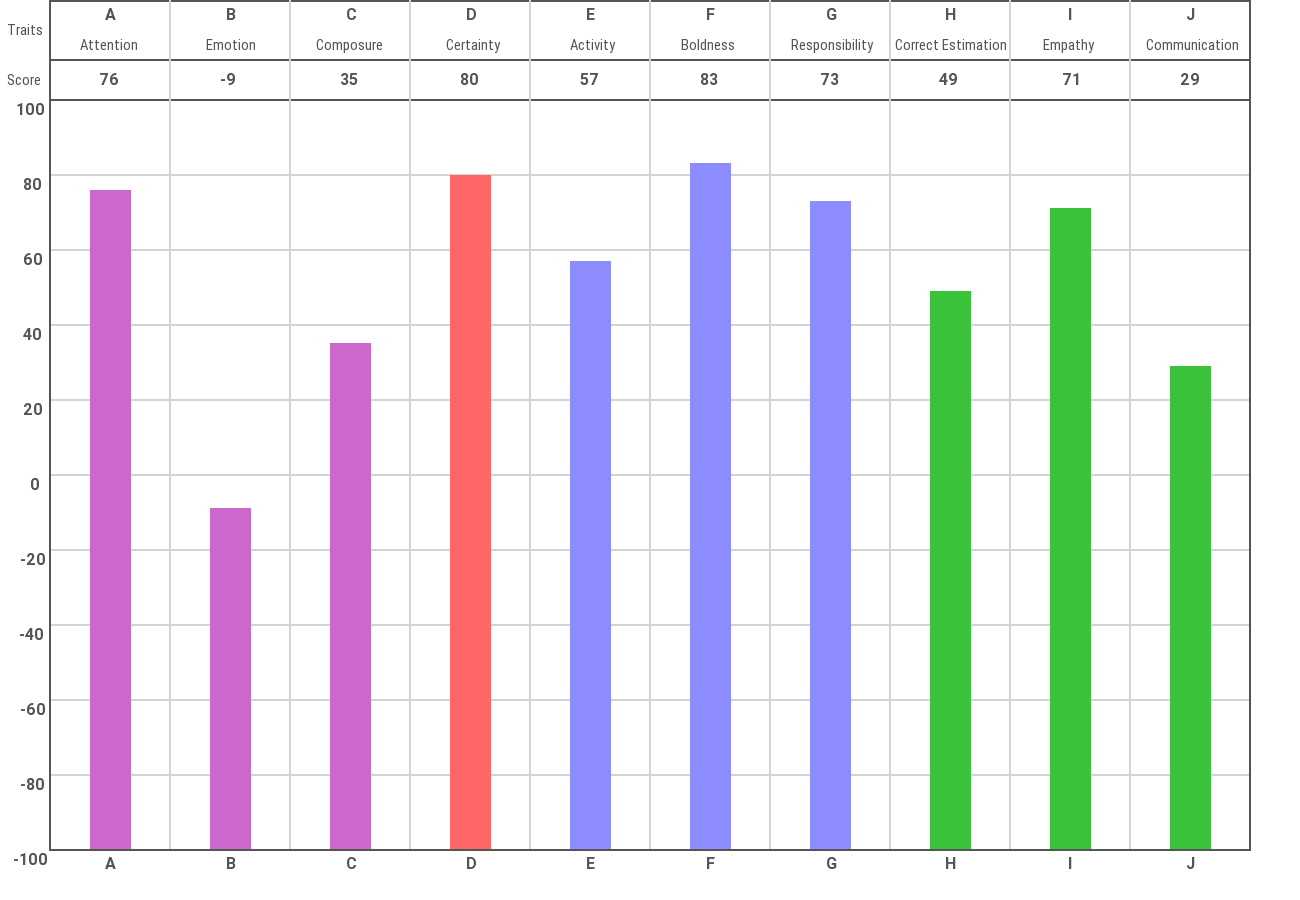 A B C D E F G H I J
Traits
Attention Emotion Composure Certainty Activity Boldness Responsibility Correct Estimation Empathy Communication
Score 76 -9 35 80 57 83 73 49 71 29
100
80
60
40
20
0
-20
-40
-60
-80
-100
A B C D E F G H I J